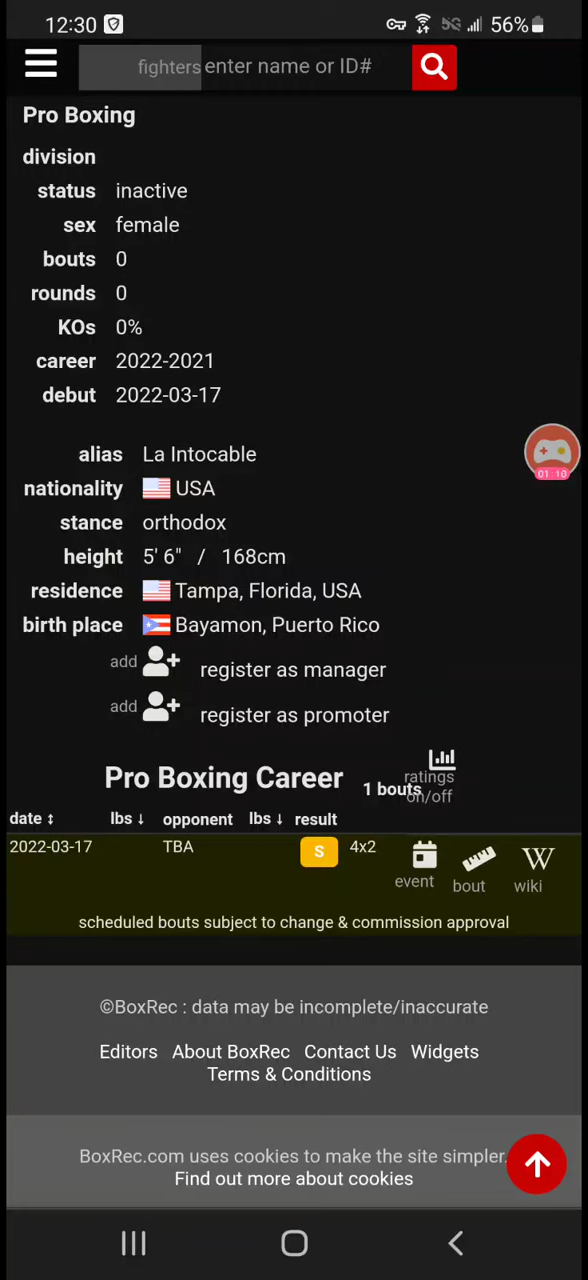 12:30 5G 56%
fighters enter name or ID#
Pro Boxing
division
status inactive
sex female
bouts 0
rounds 0
KOs 0%
career 2022-2021
debut 2022-03-17
alias La Intocable
01:10
nationality USA
stance orthodox
height 5' 6" / 168cm
residence Tampa, Florida, USA
birth place Bayamon, Puerto Rico
add register as manager
add register as promoter
Pro Boxing Career 1 bouts ratings on/off
date ↕ lbs ↓ opponent lbs ↓ result
2022-03-17 TBA S 4x2
event bout W wiki
scheduled bouts subject to change & commission approval
©BoxRec : data may be incomplete/inaccurate
Editors About BoxRec Contact Us Widgets
Terms & Conditions
BoxRec.com uses cookies to make the site simpler.
Find out more about cookies